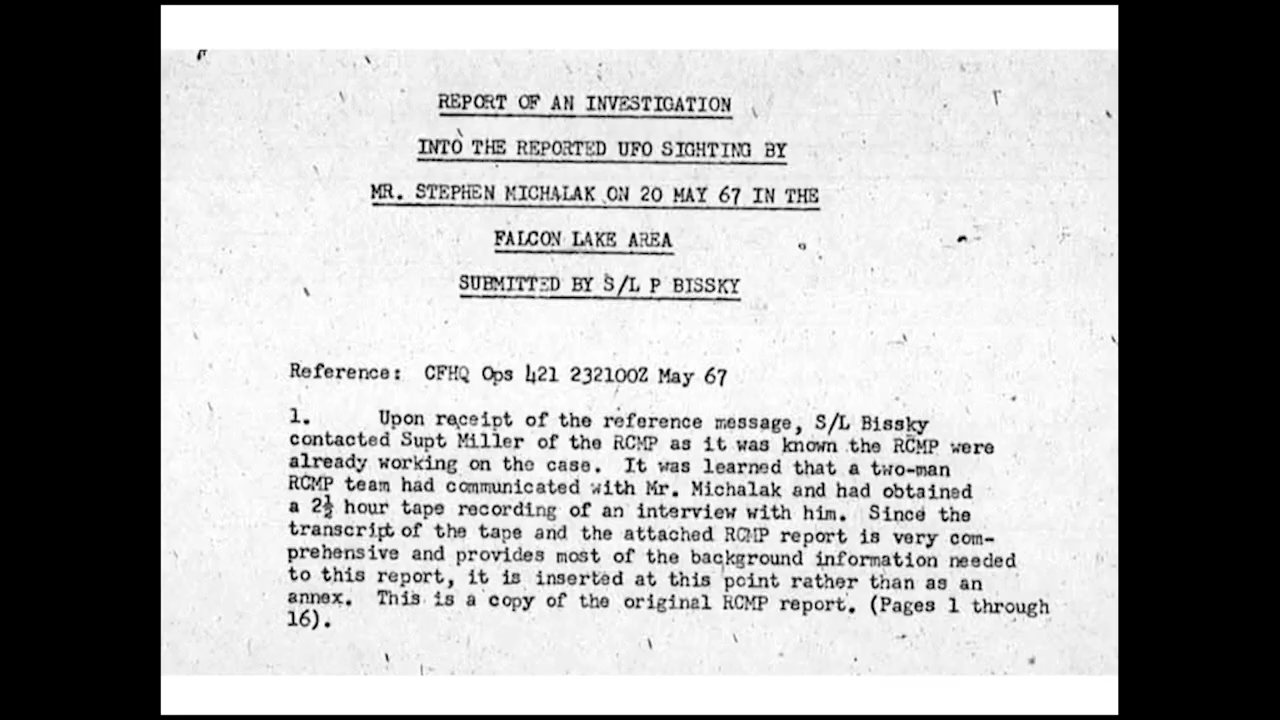 REPORT OF AN INVESTIGATION
INTO THE REPORTED UFO SIGHTING BY
MR. STEPHEN MICHALAK ON 20 MAY 67 IN THE
FALCON LAKE AREA
SUBMITTED BY S/L P BISSKY
Reference: CFHQ Ops 421 232100Z May 67
1. Upon receipt of the reference message, S/L Bissky
contacted Supt Miller of the RCMP as it was known the RCMP were
already working on the case. It was learned that a two-man
RCMP team had communicated with Mr. Michalak and had obtained
a 2½ hour tape recording of an interview with him. Since the
transcript of the tape and the attached RCMP report is very com-
prehensive and provides most of the background information needed
to this report, it is inserted at this point rather than as an
annex. This is a copy of the original RCMP report. (Pages 1 through
16).